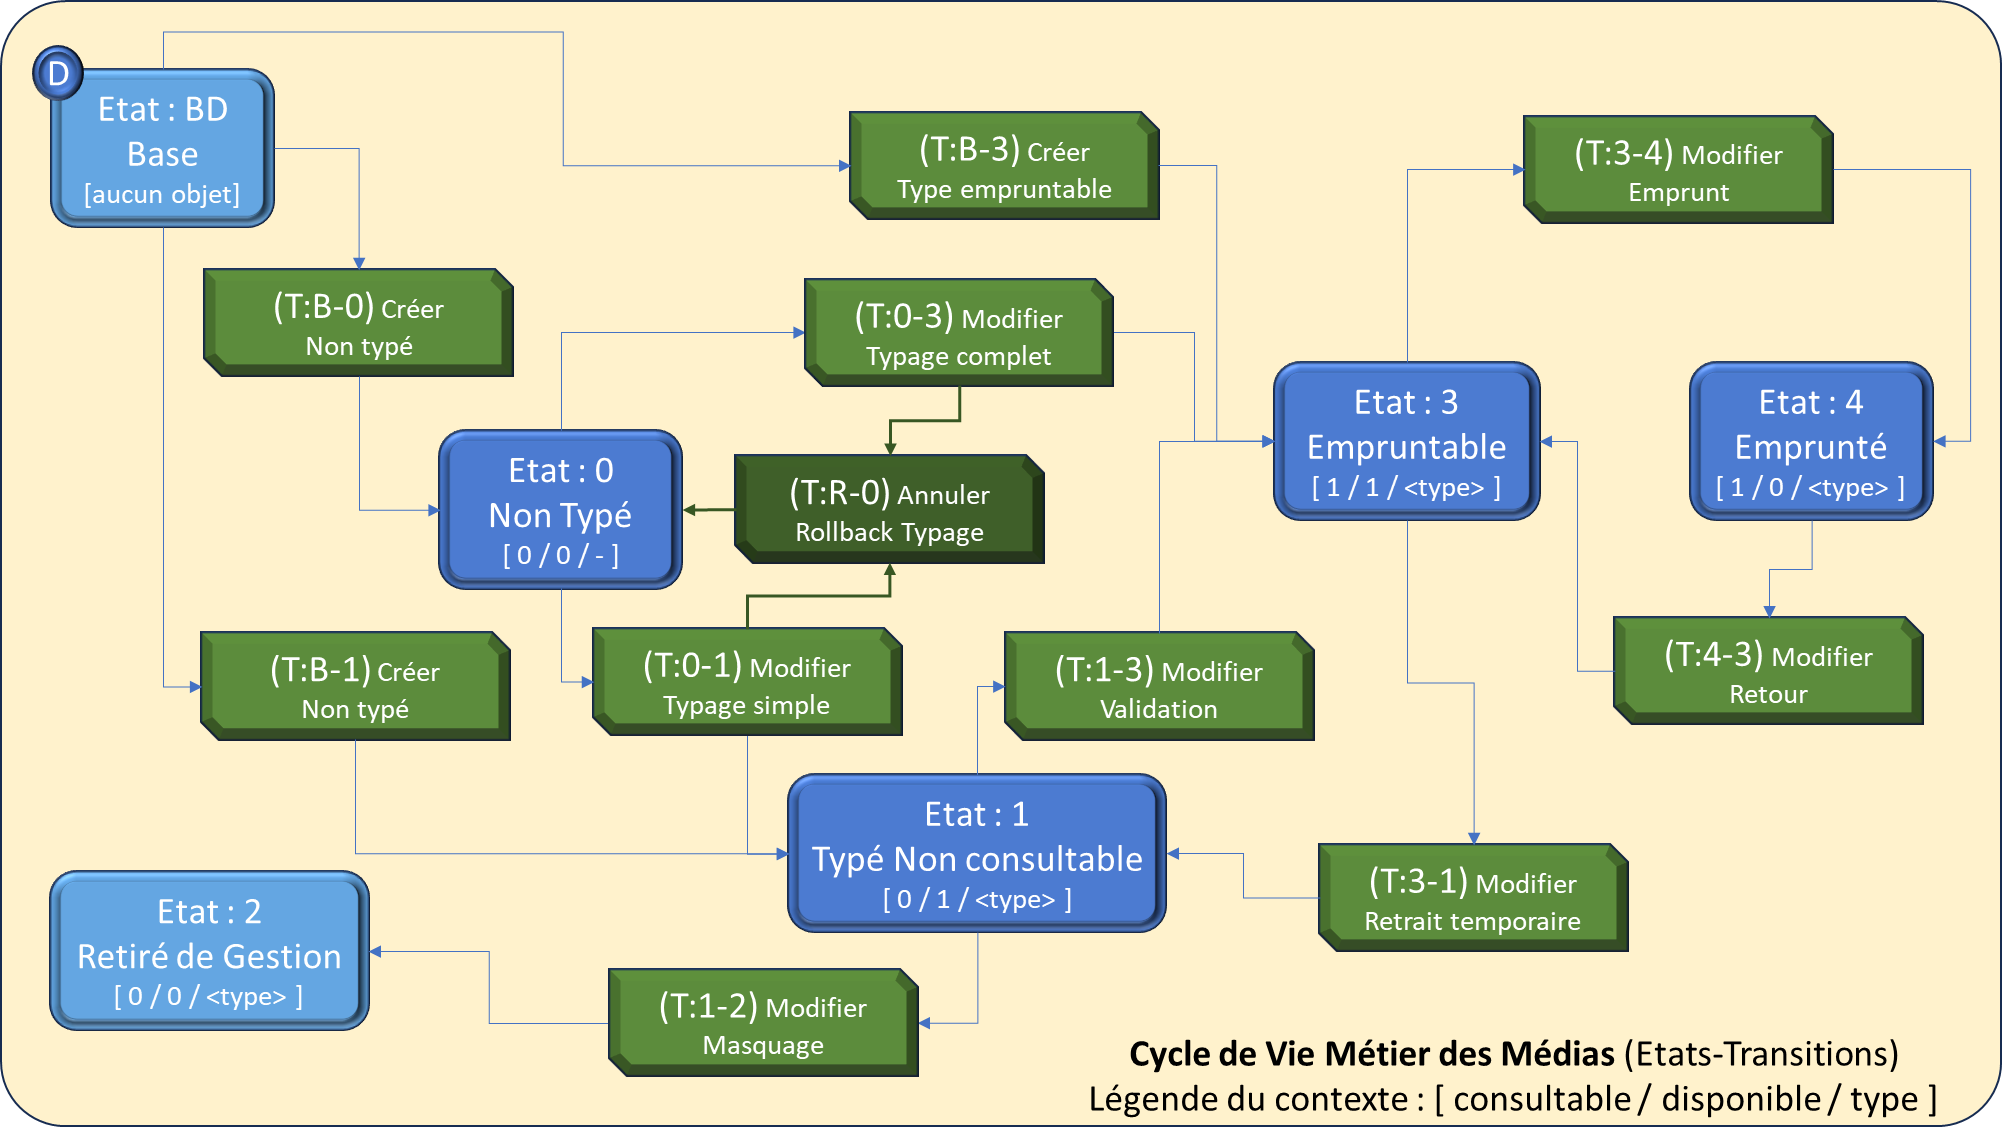 D
Etat : BD
Base
[aucun objet]
(T:B-3) Créer
Type empruntable
(T:3-4) Modifier
Emprunt
(T:B-0) Créer
Non typé
(T:0-3) Modifier
Typage complet
Etat : 3
Empruntable
[ 1 / 1 / <type> ]
Etat : 4
Emprunté
[ 1 / 0 / <type> ]
Etat : 0
Non Typé
[ 0 / 0 / - ]
(T:R-0) Annuler
Rollback Typage
(T:B-1) Créer
Non typé
(T:0-1) Modifier
Typage simple
(T:1-3) Modifier
Validation
(T:4-3) Modifier
Retour
Etat : 1
Typé Non consultable
[ 0 / 1 / <type> ]
(T:3-1) Modifier
Retrait temporaire
Etat : 2
Retiré de Gestion
[ 0 / 0 / <type> ]
(T:1-2) Modifier
Masquage
Cycle de Vie Métier des Médias (Etats-Transitions)
Légende du contexte : [ consultable / disponible / type ]